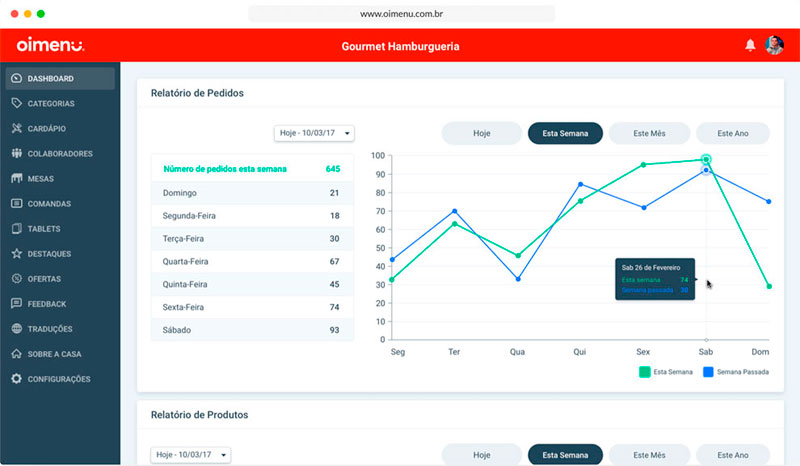 www.oimenu.com.br
oimenu.
Gourmet Hamburgueria
DASHBOARD
CATEGORIAS
CARDÁPIO
COLABORADORES
MESAS
COMANDAS
TABLETS
DESTAQUES
OFERTAS
FEEDBACK
TRADUÇÕES
SOBRE A CASA
CONFIGURAÇÕES
Relatório de Pedidos
Hoje - 10/03/17
Hoje
Esta Semana
Este Mês
Este Ano
Número de pedidos esta semana 645
Domingo 21
Segunda-Feira 18
Terça-Feira 30
Quarta-Feira 67
Quinta-Feira 45
Sexta-Feira 74
Sábado 93
100
90
80
70
60
50
40
30
20
10
0
Seg Ter Qua Qui Sex Sab Dom
Sab 26 de Fevereiro
Esta semana 74
Semana passada 30
Esta Semana Semana Passada
Relatório de Produtos
Hoje - 10/03/17
Hoje
Esta Semana
Este Mês
Este Ano